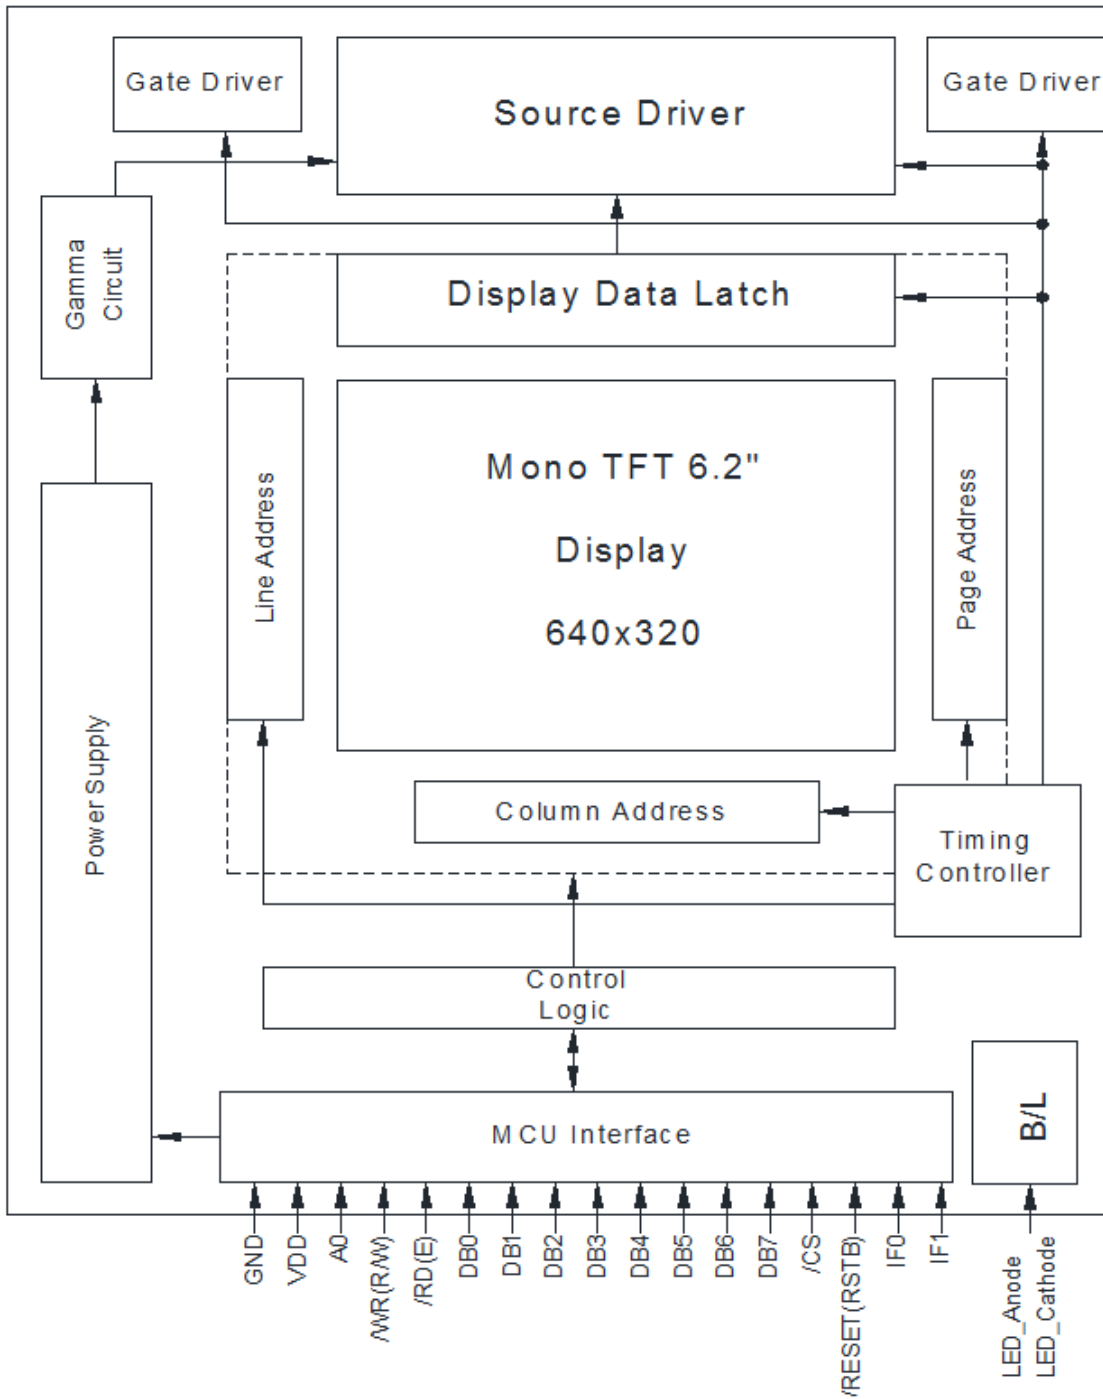 Gate Driver
Source Driver
Gate Driver
Gamma
Circuit
Display Data Latch
Line Address
Mono TFT 6.2"
Display
640x320
Page Address
Power Supply
Column Address
Timing
Controller
Control
Logic
MCU Interface
B/L
GND
VDD
A0
/WR(R/W)
/RD(E)
DB0
DB1
DB2
DB3
DB4
DB5
DB6
DB7
/CS
/RESET(RSTB)
IF0
IF1
LED_Anode
LED_Cathode